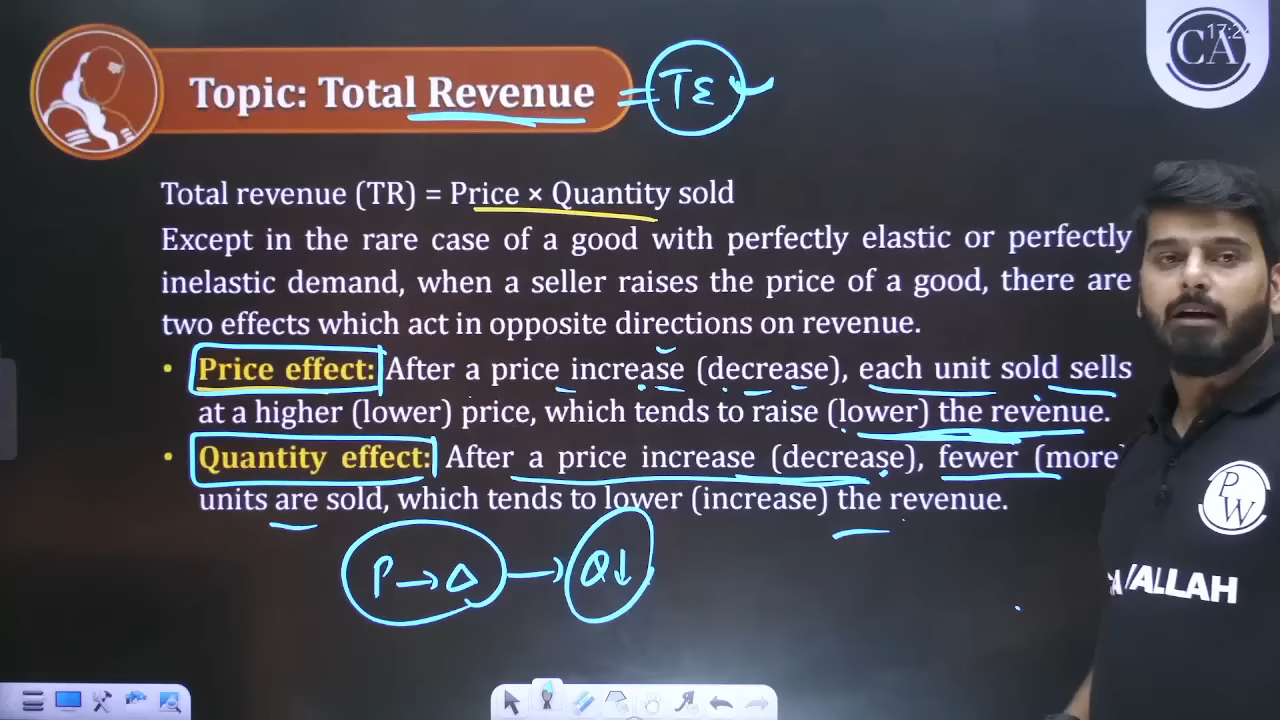 Topic: Total Revenue = TE
CA
17:2
Total revenue (TR) = Price × Quantity sold
Except in the rare case of a good with perfectly elastic or perfectly
inelastic demand, when a seller raises the price of a good, there are
two effects which act in opposite directions on revenue.
• Price effect: After a price increase (decrease), each unit sold sells
at a higher (lower) price, which tends to raise (lower) the revenue.
• Quantity effect: After a price increase (decrease), fewer (more)
units are sold, which tends to lower (increase) the revenue.
P → Δ → Q↓
PW
WALLAH